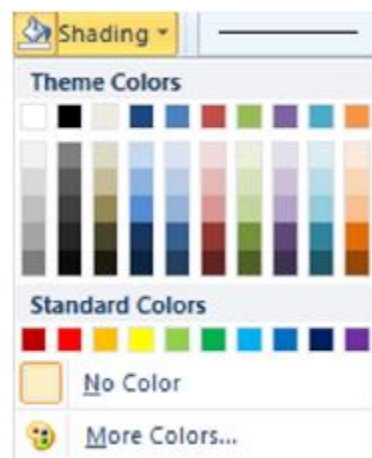 Shading
Theme Colors
Standard Colors
No Color
More Colors...